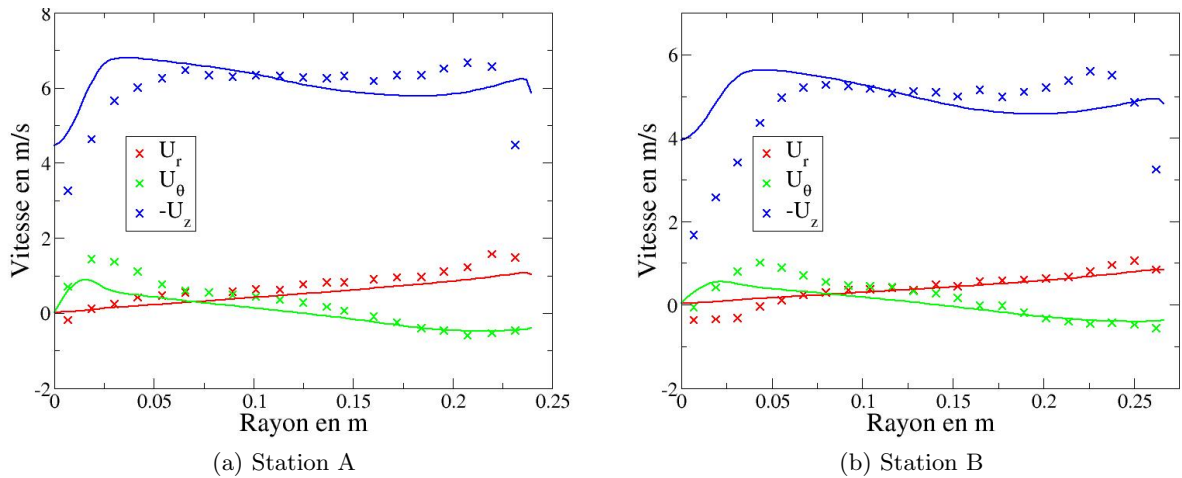 8
6
4
2
0
-2
Vitesse en m/s
U_r
U_θ
-U_z
0
0.05
0.1
0.15
0.2
0.25
Rayon en m
(a) Station A
6
4
2
0
-2
Vitesse en m/s
U_r
U_θ
-U_z
0
0.05
0.1
0.15
0.2
0.25
Rayon en m
(b) Station B